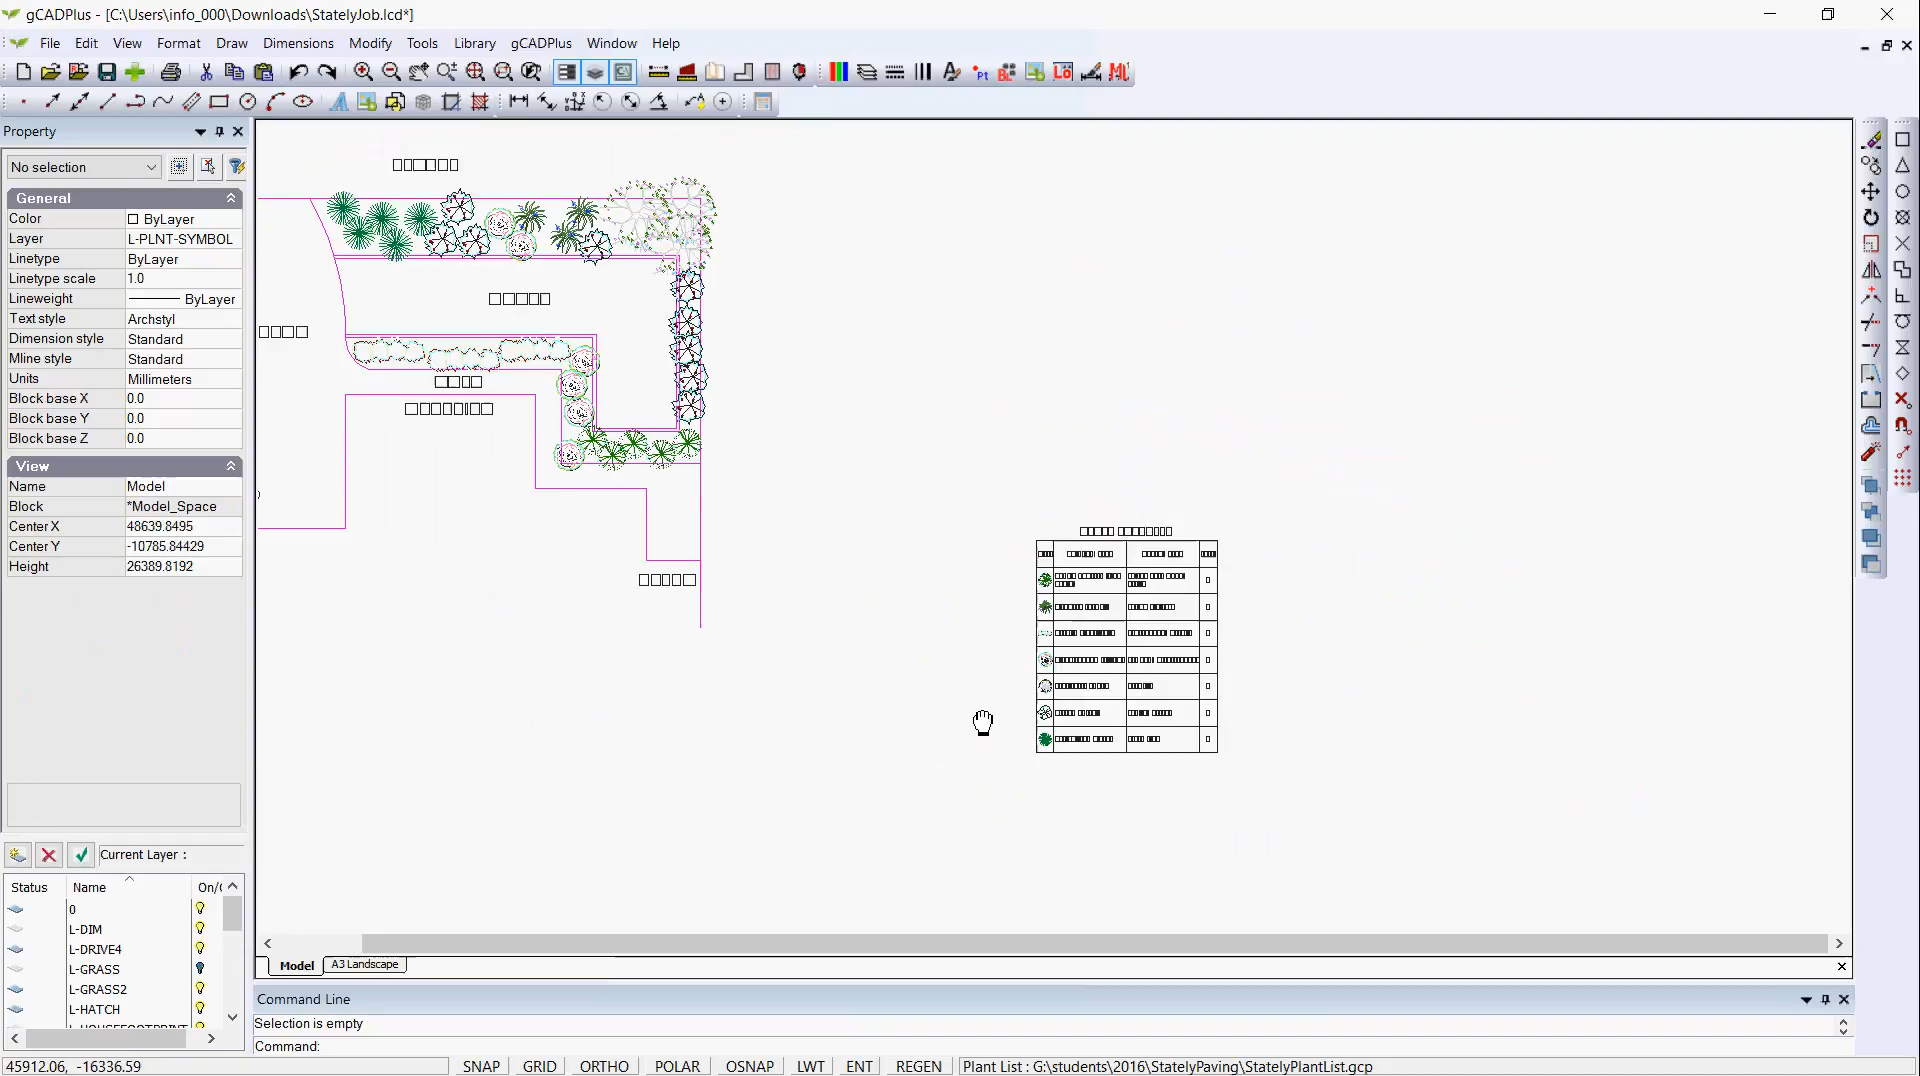 gCADPlus - [C:\Users\info_000\Downloads\StatelyJob.lcd*]
File Edit View Format Draw Dimensions Modify Tools Library gCADPlus Window Help
Pt Lo
Property
No selection
General
Color ByLayer
Layer L-PLNT-SYMBOL
Linetype ByLayer
Linetype scale 1.0
Lineweight ByLayer
Text style Archstyl
Dimension style Standard
Mline style Standard
Units Millimeters
Block base X 0.0
Block base Y 0.0
Block base Z 0.0
View
Name Model
Block *Model_Space
Center X 48639.8495
Center Y -10785.84429
Height 26389.8192
Current Layer :
Status Name On/(
0
L-DIM
L-DRIVE4
L-GRASS
L-GRASS2
L-HATCH
L-HOUSEFOOTPRINT
Model A3 Landscape
Command Line
Selection is empty
Command:
45912.06, -16336.59 SNAP GRID ORTHO POLAR OSNAP LWT ENT REGEN Plant List : G:\students\2016\StatelyPaving\StatelyPlantList.gcp